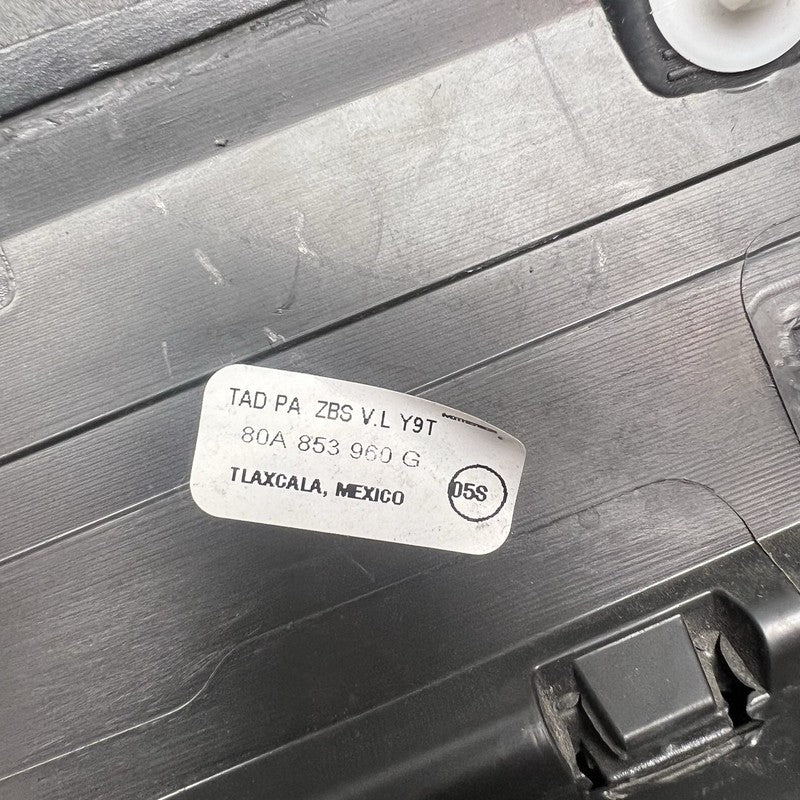 TAD PA ZBS V.L Y9T
80A 853 960 G
TLAXCALA, MEXICO
05S